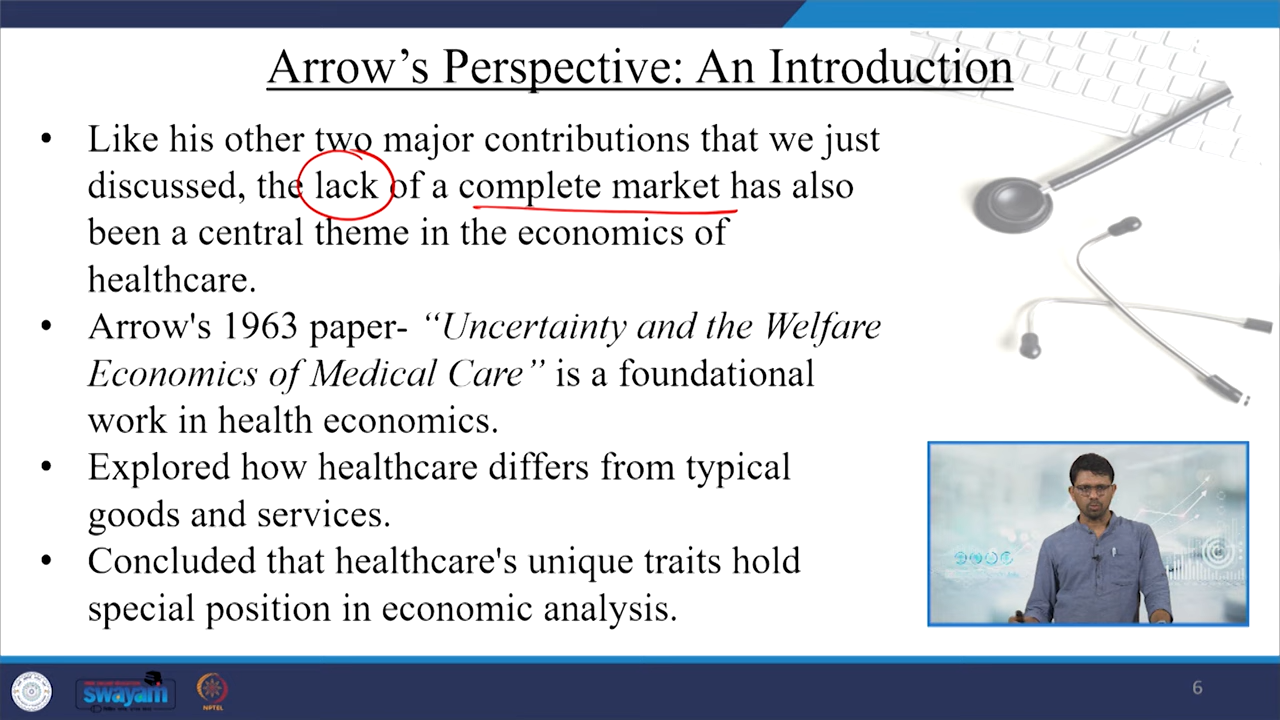 Arrow’s Perspective: An Introduction
• Like his other two major contributions that we just
discussed, the lack of a complete market has also
been a central theme in the economics of
healthcare.
• Arrow's 1963 paper- “Uncertainty and the Welfare
Economics of Medical Care” is a foundational
work in health economics.
• Explored how healthcare differs from typical
goods and services.
• Concluded that healthcare's unique traits hold
special position in economic analysis.
swayam
NPTEL
6